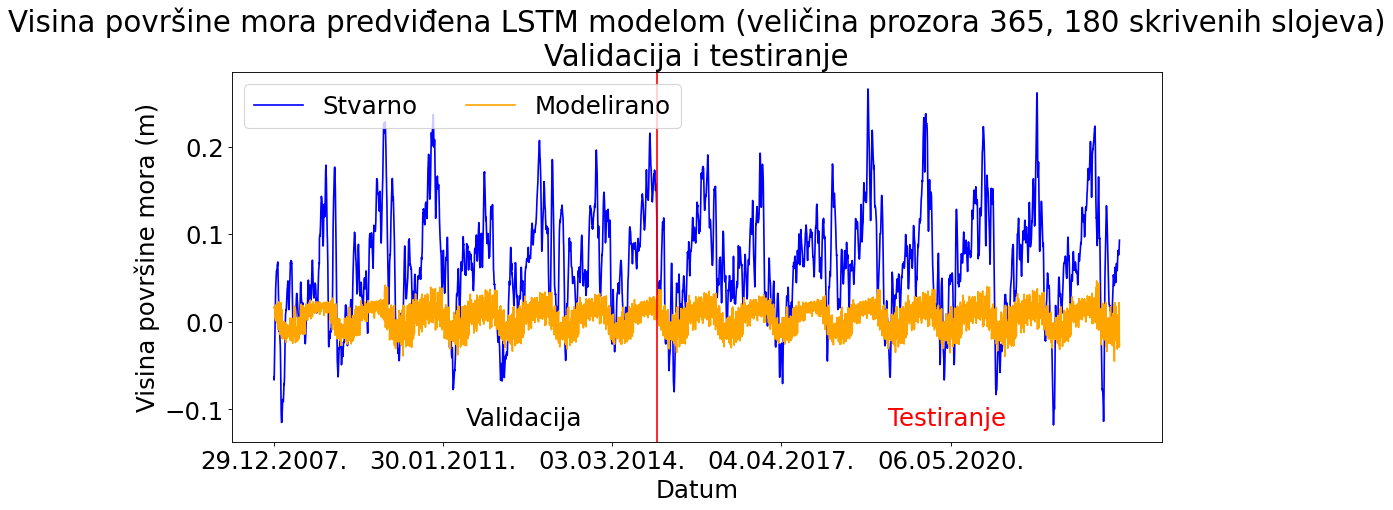 Visina površine mora predviđena LSTM modelom (veličina prozora 365, 180 skrivenih slojeva)
Validacija i testiranje
Stvarno
Modelirano
Visina površine mora (m)
0.2
0.1
0.0
−0.1
Validacija
Testiranje
29.12.2007.
30.01.2011.
03.03.2014.
04.04.2017.
06.05.2020.
Datum